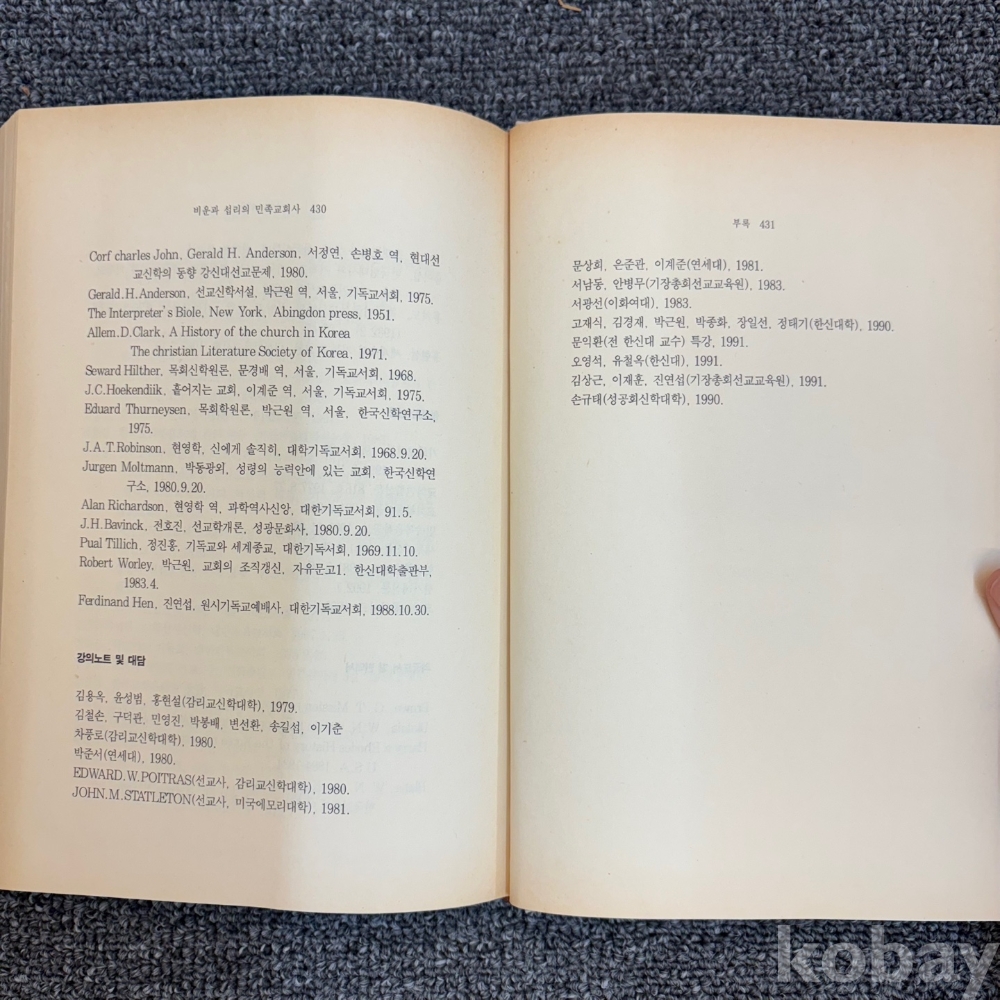 비운과 섭리의 민족교회사 430
Corf charles John, Gerald H. Anderson, 서정연, 손병호 역, 현대선
교신학의 동향 강신대선교문제, 1980.
Gerald.H.Anderson, 선교신학서설, 박근원 역, 서울, 기독교서회, 1975.
The Interpreter's Biole, New York, Abingdon press, 1951.
Allem.D.Clark, A History of the church in Korea
The christian Literature Society of Korea, 1971.
Seward Hilther, 목회신학원론, 문경배 역, 서울, 기독교서회, 1968.
J.C.Hoekendiik, 흩어지는 교회, 이계준 역, 서울, 기독교서회, 1975.
Eduard Thurneysen, 목회학원론, 박근원 역, 서울, 한국신학연구소,
1975.
J.A.T.Robinson, 현영학, 신에게 솔직히, 대학기독교서회, 1968.9.20.
Jurgen Moltmann, 박동광외, 성령의 능력안에 있는 교회, 한국신학연
구소, 1980.9.20.
Alan Richardson, 현영학 역, 과학역사신앙, 대한기독교서회, 91.5.
J.H.Bavinck, 전호진, 선교학개론, 성광문화사, 1980.9.20.
Pual Tillich, 정진홍, 기독교와 세계종교, 대한기독서회, 1969.11.10.
Robert Worley, 박근원, 교회의 조직갱신, 자유문고1. 한신대학출판부,
1983.4.
Ferdinand Hen, 진연섭, 원시기독교예배사, 대한기독교서회, 1988.10.30.
강의노트 및 대담
김용옥, 윤성범, 홍현설(감리교신학대학), 1979.
김철손, 구덕관, 민영진, 박봉배, 변선환, 송길섭, 이기춘
차풍로(감리교신학대학), 1980.
박준서(연세대), 1980.
EDWARD.W.POITRAS(선교사, 감리교신학대학), 1980.
JOHN.M.STATLETON(선교사, 미국에모리대학), 1981.
부록 431
문상희, 은준관, 이계준(연세대), 1981.
서남동, 안병무(기장총회선교교육원), 1983.
서광선(이화여대), 1983.
고재식, 김경재, 박근원, 박종화, 장일선, 정태기(한신대학), 1990.
문익환(전 한신대 교수) 특강, 1991.
오영석, 유철옥(한신대), 1991.
김상근, 이재훈, 진연섭(기장총회선교교육원), 1991.
손규태(성공회신학대학), 1990.
kobay